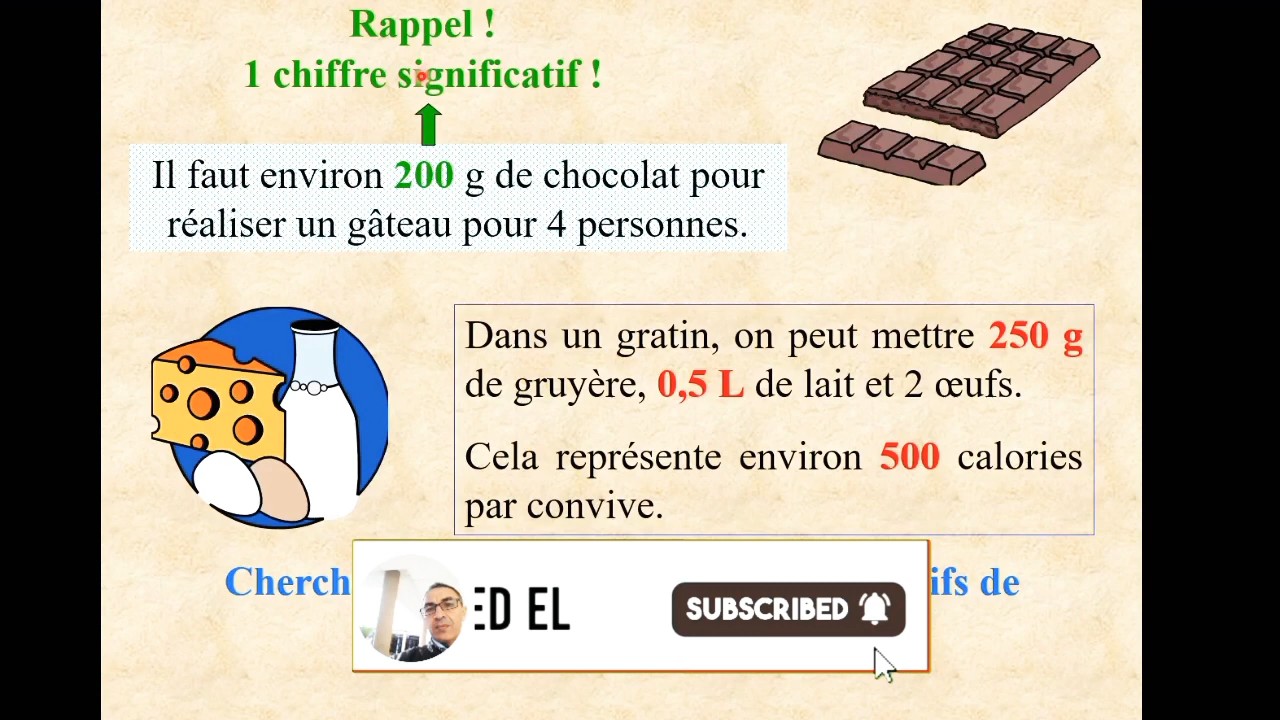 Rappel !
1 chiffre significatif !
Il faut environ 200 g de chocolat pour
réaliser un gâteau pour 4 personnes.
Dans un gratin, on peut mettre 250 g
de gruyère, 0,5 L de lait et 2 œufs.
Cela représente environ 500 calories
par convive.
Cherch ifs de
ED EL
SUBSCRIBED